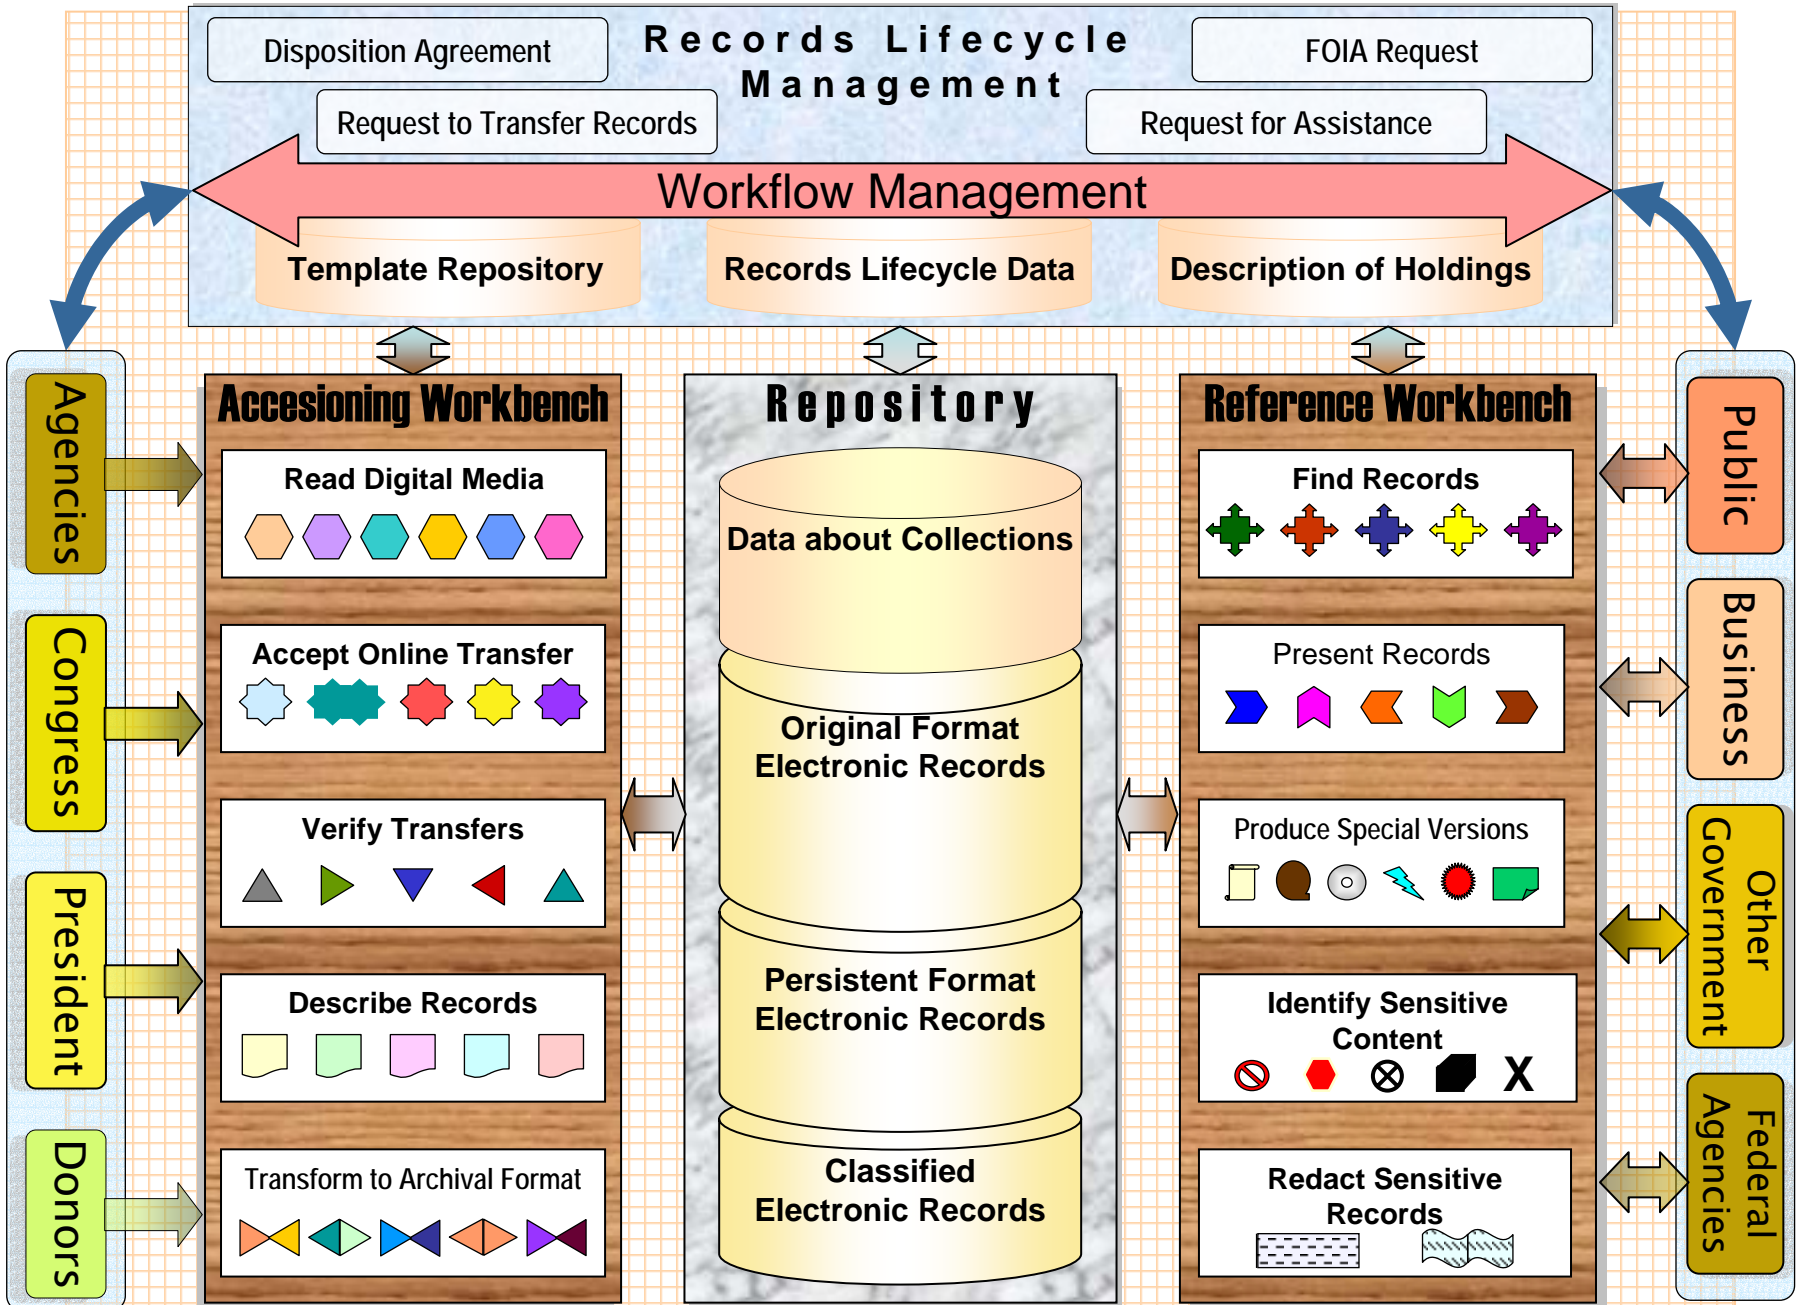 Disposition Agreement
Records Lifecycle
Management
FOIA Request
Request to Transfer Records
Request for Assistance
Workflow Management
Template Repository
Records Lifecycle Data
Description of Holdings
Agencies
Congress
President
Donors
Accesioning Workbench
Read Digital Media
Accept Online Transfer
Verify Transfers
Describe Records
Transform to Archival Format
Repository
Data about Collections
Original Format
Electronic Records
Persistent Format
Electronic Records
Classified
Electronic Records
Reference Workbench
Find Records
Present Records
Produce Special Versions
Identify Sensitive
Content
X
Redact Sensitive
Records
Public
Business
Other
Government
Federal
Agencies